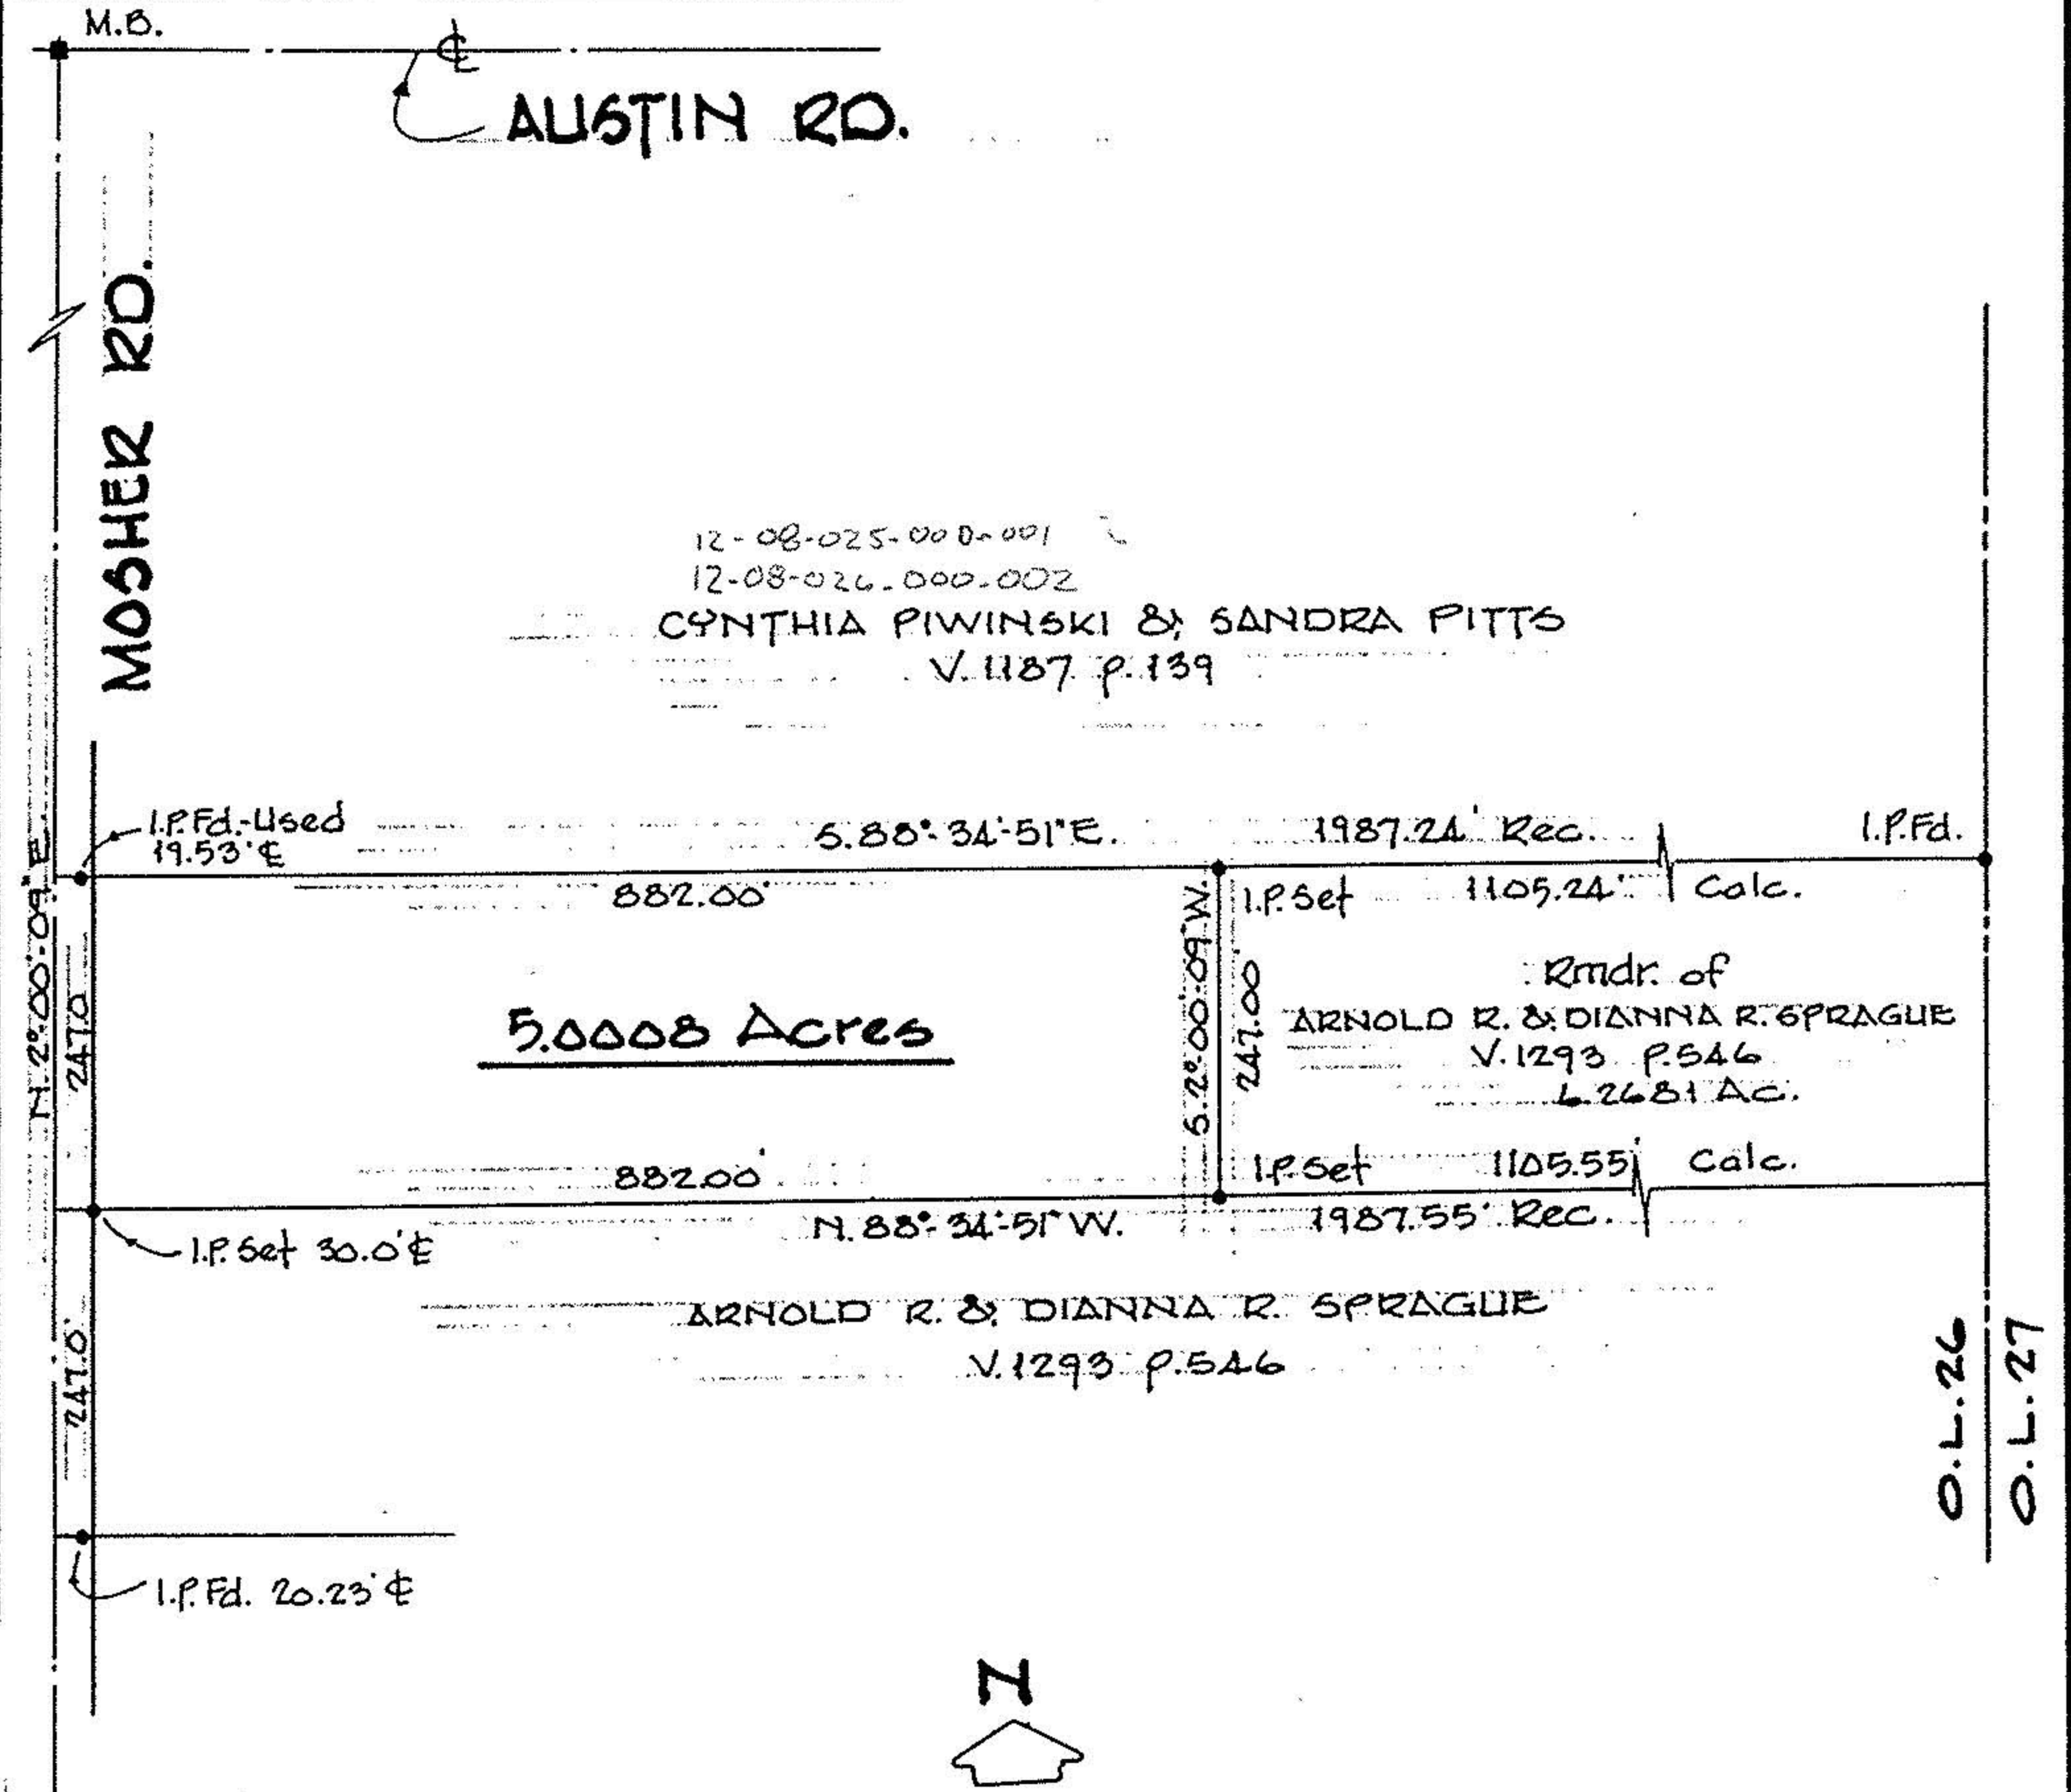 M.B.
℄
AUSTIN RD.
MOSHER RD.
12-08-025-000-001
12-08-026-000-002
CYNTHIA PIWINSKI & SANDRA PITTS
V. 1187 P. 139
I.P. Fd.-Used
19.53' ℄
S. 88°-34'-51" E.
1987.24' Rec.
I.P. Fd.
882.00'
I.P. Set
1105.24'
Calc.
N. 2°-00'-09" E.
247.0
S. 2°-00'-09" W.
247.00'
5.0008 Acres
Rmdr. of
ARNOLD R. & DIANNA R. SPRAGUE
V. 1293 P. 546
6.2681 Ac.
882.00'
I.P. Set
1105.55'
Calc.
N. 88°-34'-51" W.
1987.55' Rec.
I.P. Set 30.0' ℄
ARNOLD R. & DIANNA R. SPRAGUE
V. 1293 P. 546
247.0'
O.L. 26
O.L. 27
I.P. Fd. 20.23' ℄
N